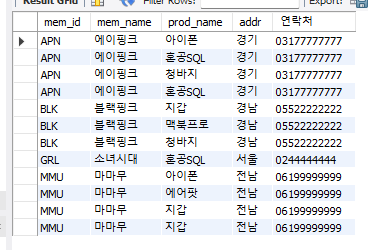 Result Grid Filter Rows: Export:
mem_id mem_name prod_name addr 연락처
APN 에이핑크 아이폰 경기 03177777777
APN 에이핑크 혼공SQL 경기 03177777777
APN 에이핑크 청바지 경기 03177777777
APN 에이핑크 혼공SQL 경기 03177777777
BLK 블랙핑크 지갑 경남 05522222222
BLK 블랙핑크 맥북프로 경남 05522222222
BLK 블랙핑크 청바지 경남 05522222222
GRL 소녀시대 혼공SQL 서울 0244444444
MMU 마마무 아이폰 전남 06199999999
MMU 마마무 에어팟 전남 06199999999
MMU 마마무 지갑 전남 06199999999
MMU 마마무 지갑 전남 06199999999